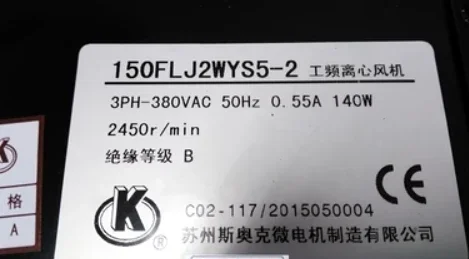 150FLJ2WYS5-2 工频离心风机
3PH-380VAC 50Hz 0.55A 140W
2450r/min
绝缘等级 B
CE
K
®
C02-117/2015050004
苏州斯奥克微电机制造有限公司
K
格
A